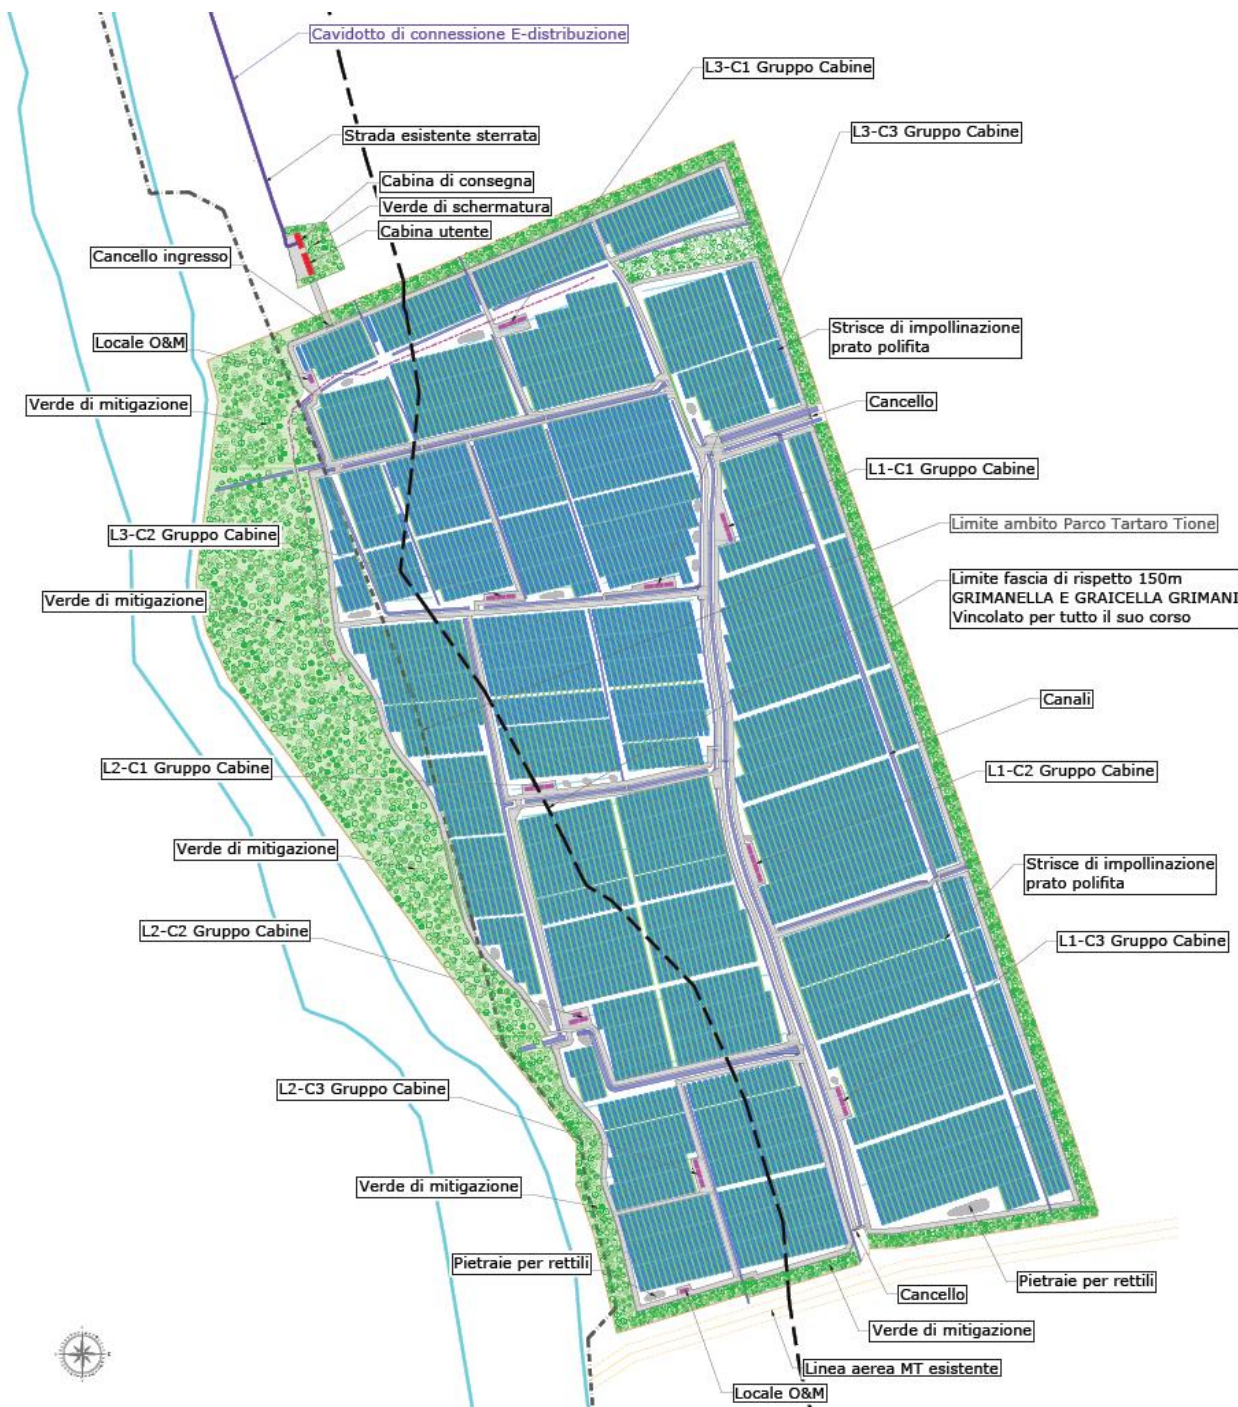 Cavidotto di connessione E-distribuzione
L3-C1 Gruppo Cabine
L3-C3 Gruppo Cabine
Strada esistente sterrata
Cabina di consegna
Verde di schermatura
Cabina utente
Cancello ingresso
Locale O&M
Strisce di impollinazione
prato polifita
Verde di mitigazione
Cancello
L1-C1 Gruppo Cabine
Limite ambito Parco Tartaro Tione
L3-C2 Gruppo Cabine
Limite fascia di rispetto 150m
GRIMANELLA E GRAICELLA GRIMANI
Vincolato per tutto il suo corso
Verde di mitigazione
Canali
L2-C1 Gruppo Cabine
L1-C2 Gruppo Cabine
Verde di mitigazione
Strisce di impollinazione
prato polifita
L2-C2 Gruppo Cabine
L1-C3 Gruppo Cabine
L2-C3 Gruppo Cabine
Verde di mitigazione
Pietraie per rettili
Pietraie per rettili
Cancello
Verde di mitigazione
Linea aerea MT esistente
Locale O&M